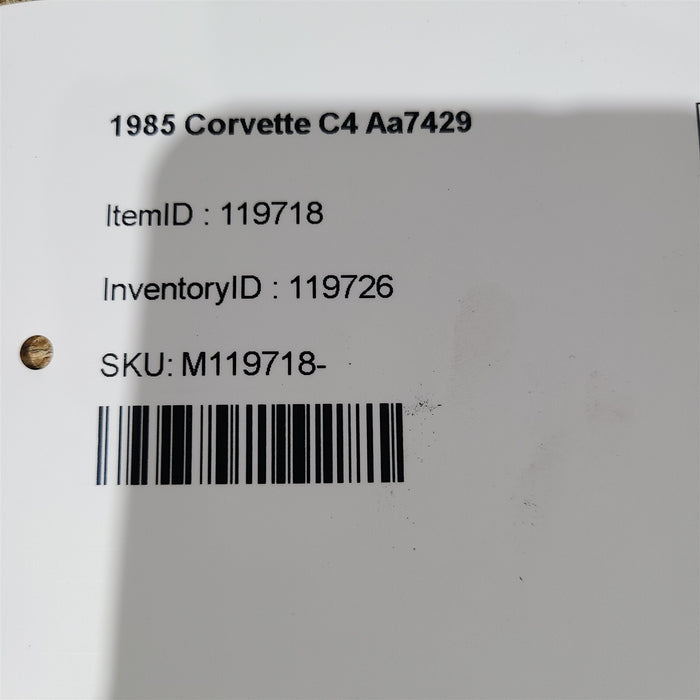 1985 Corvette C4 Aa7429
ItemID : 119718
InventoryID : 119726
SKU: M119718-